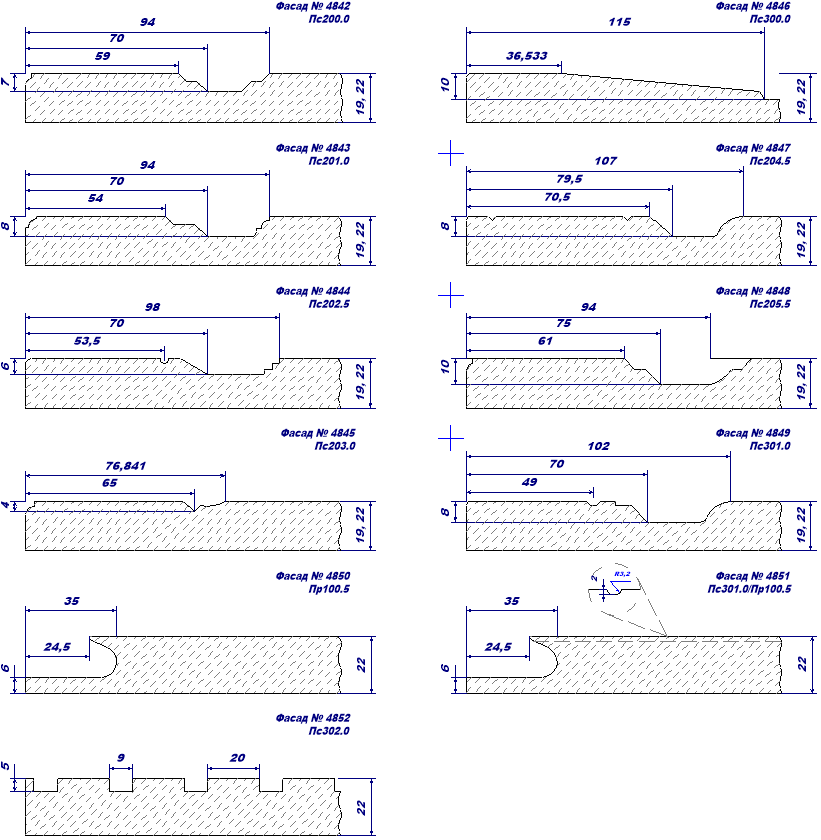 Фасад № 4842
Пс200.0
94
70
59
7
19, 22
Фасад № 4846
Пс300.0
115
36,533
10
19, 22
Фасад № 4843
Пс201.0
94
70
54
8
19, 22
Фасад № 4847
Пс204.5
107
79,5
70,5
8
19, 22
Фасад № 4844
Пс202.5
98
70
53,5
6
19, 22
Фасад № 4848
Пс205.5
94
75
61
10
19, 22
Фасад № 4845
Пс203.0
76,841
65
4
19, 22
Фасад № 4849
Пс301.0
102
70
49
8
19, 22
Фасад № 4850
Пр100.5
35
24,5
6
22
Фасад № 4851
Пс301.0/Пр100.5
R3,2
2
35
24,5
6
22
Фасад № 4852
Пс302.0
5
9
20
22